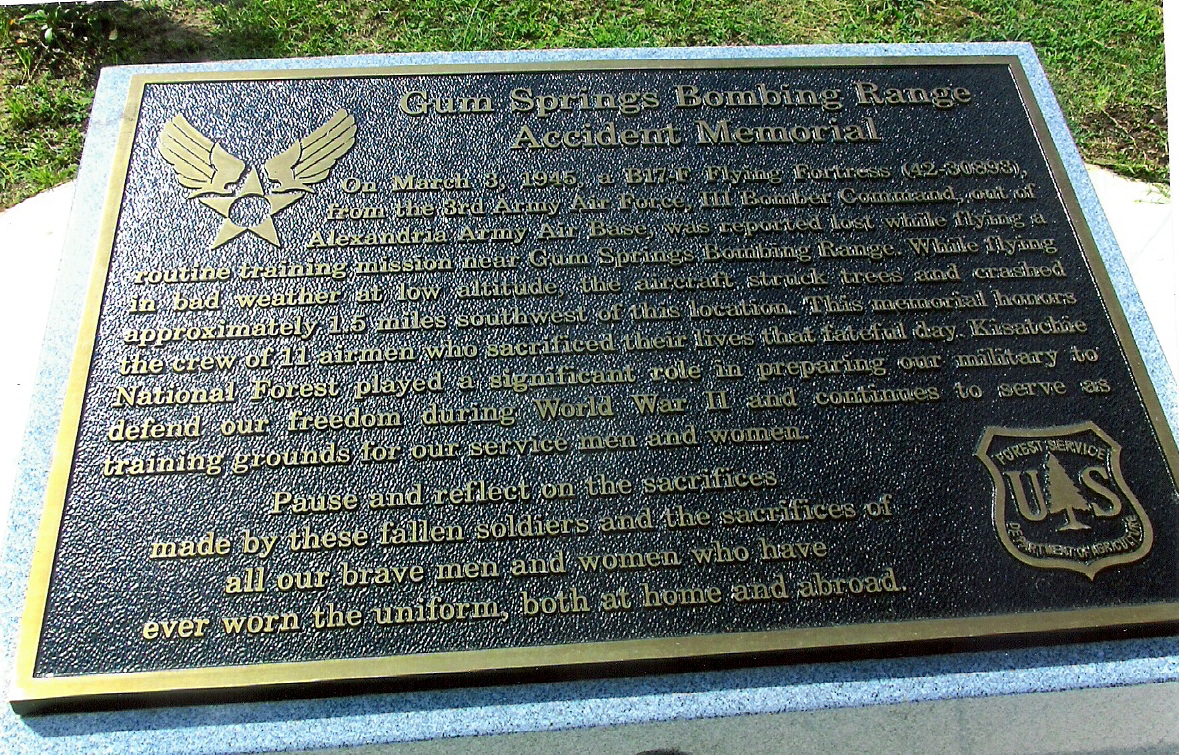 Gum Springs Bombing Range
Accident Memorial
On March 3, 1945, a B17-F Flying Fortress (42-30893),
from the 3rd Army Air Force, III Bomber Command, out of
Alexandria Army Air Base, was reported lost while flying a
routine training mission near Gum Springs Bombing Range. While flying
in bad weather at low altitude, the aircraft struck trees and crashed
approximately 1.5 miles southwest of this location. This memorial honors
the crew of 11 airmen who sacrificed their lives that fateful day. Kisatchie
National Forest played a significant role in preparing our military to
defend our freedom during World War II and continues to serve as
training grounds for our service men and women.
Pause and reflect on the sacrifices
made by these fallen soldiers and the sacrifices of
all our brave men and women who have
ever worn the uniform, both at home and abroad.
FOREST SERVICE
US
DEPARTMENT OF AGRICULTURE